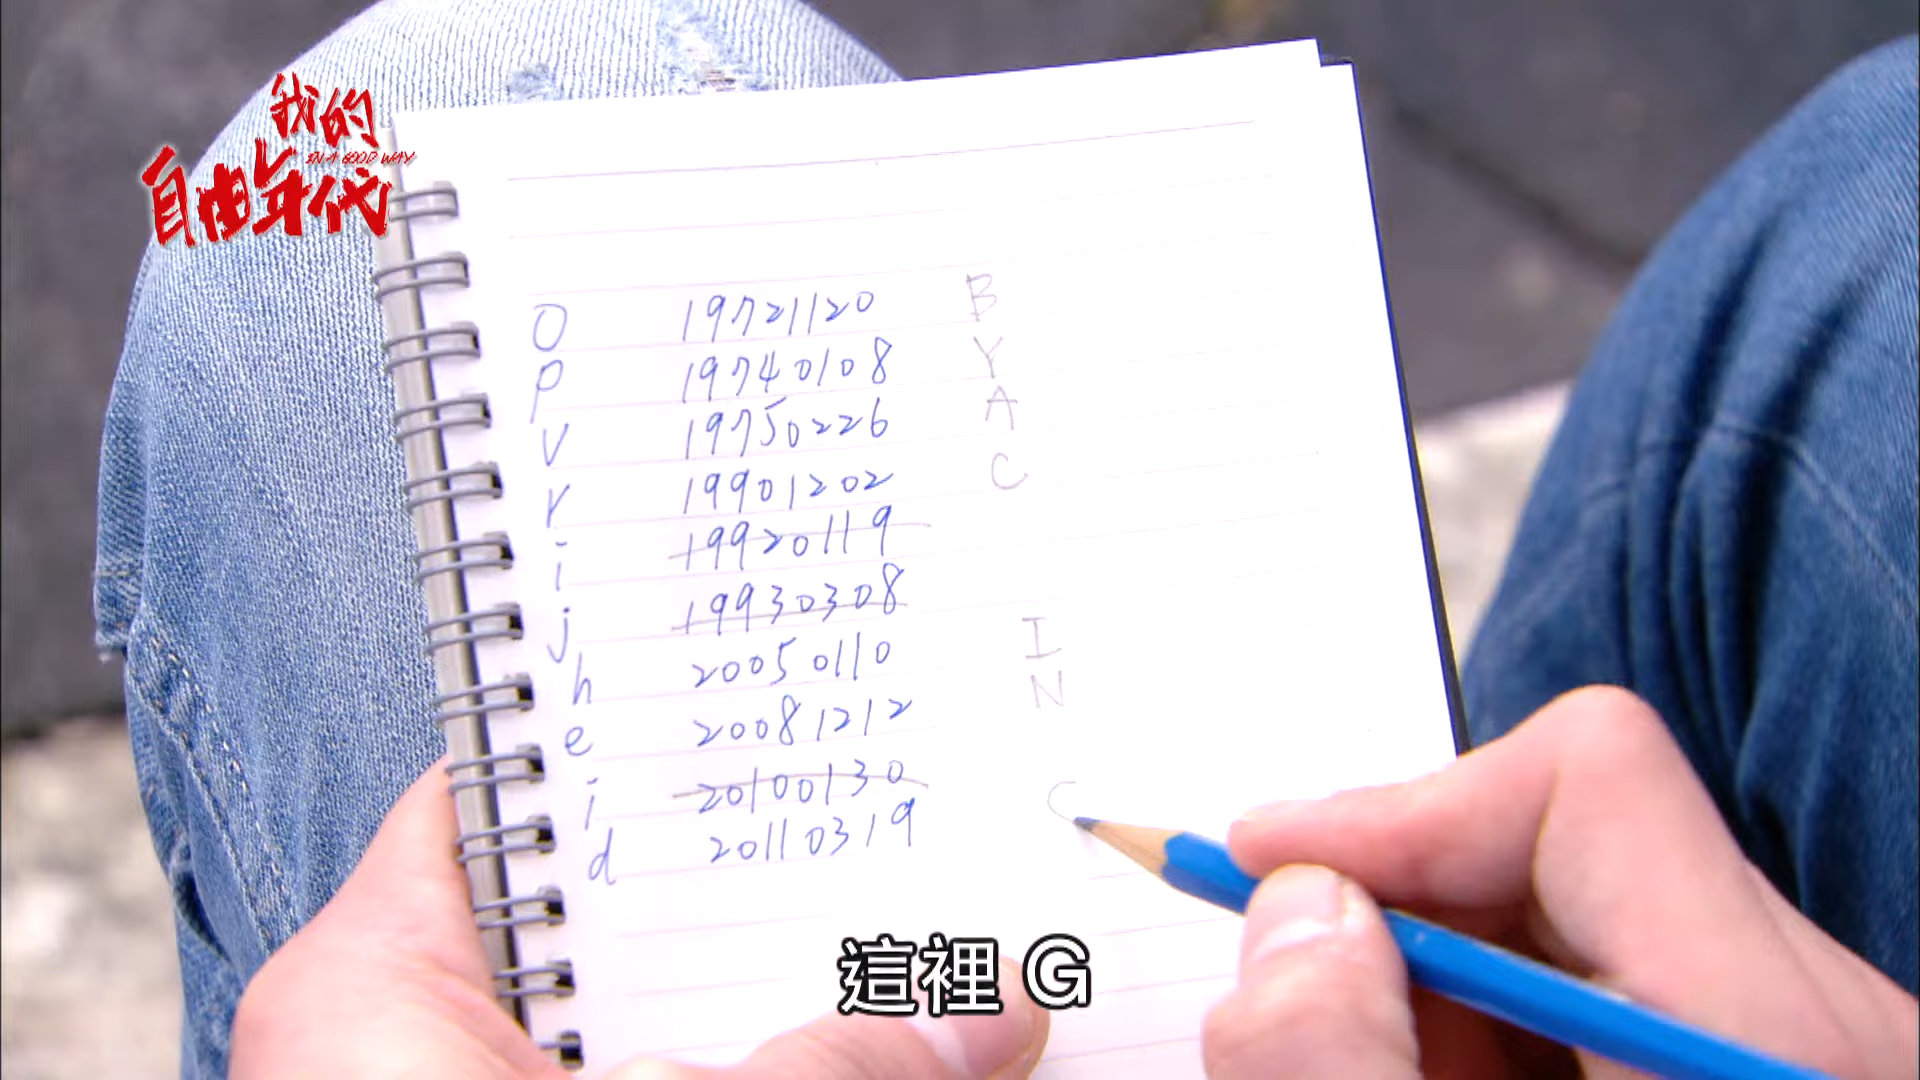 我的
自由年代
IN A GOOD WAY
O 19721120 B
P 19740108 Y
V 19750226 A
r 19901202 C
i 19920119
j 19930308
h 20050110 I
e 20081212 N
i 20100130
d 20110319 C
這裡 G